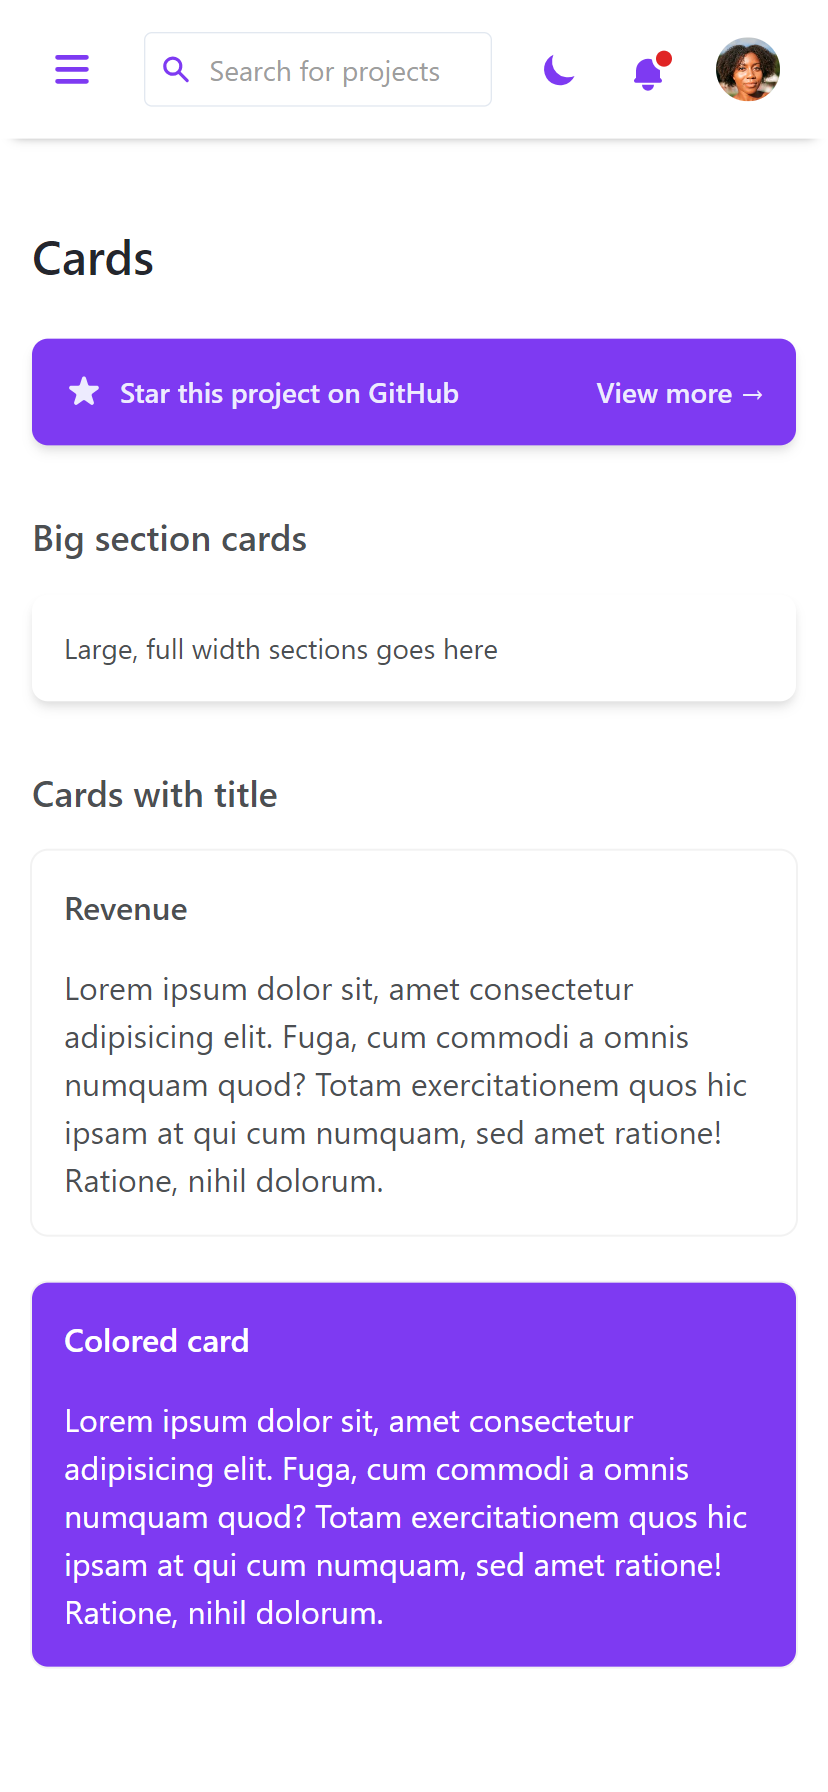 Search for projects
Cards
Star this project on GitHub View more →
Big section cards
Large, full width sections goes here
Cards with title
Revenue
Lorem ipsum dolor sit, amet consectetur
adipisicing elit. Fuga, cum commodi a omnis
numquam quod? Totam exercitationem quos hic
ipsam at qui cum numquam, sed amet ratione!
Ratione, nihil dolorum.
Colored card
Lorem ipsum dolor sit, amet consectetur
adipisicing elit. Fuga, cum commodi a omnis
numquam quod? Totam exercitationem quos hic
ipsam at qui cum numquam, sed amet ratione!
Ratione, nihil dolorum.